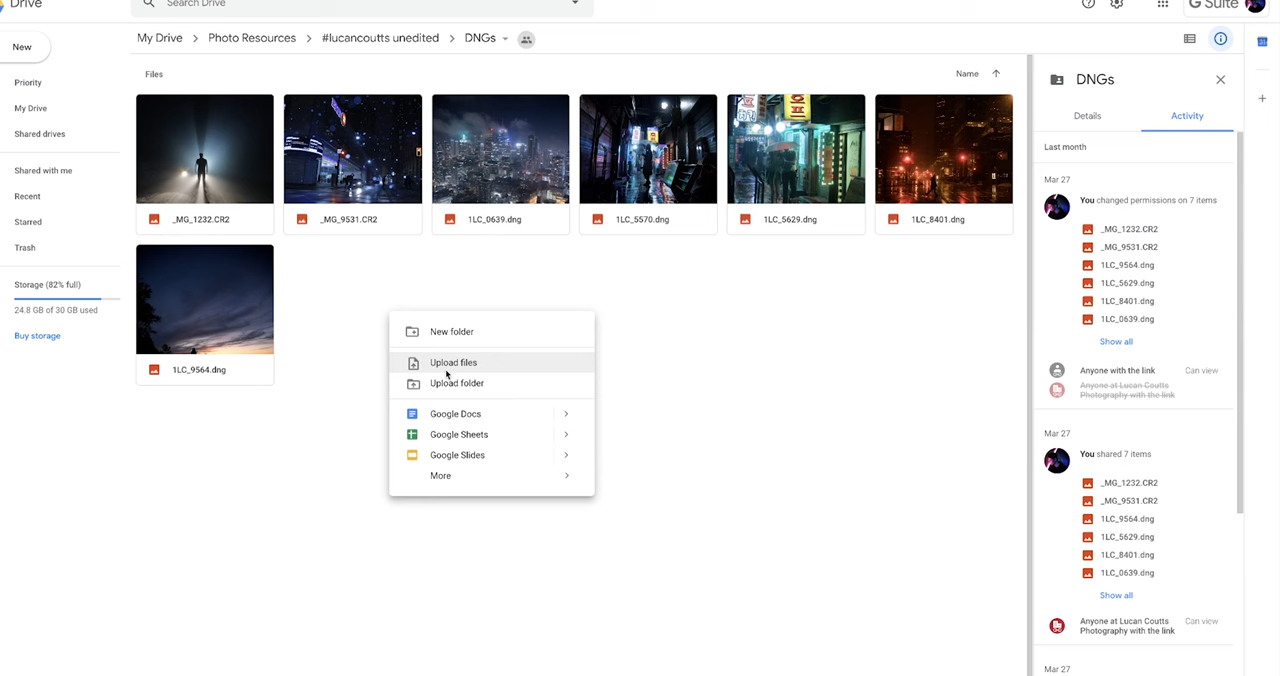 Drive
Search Drive
G Suite
New
My Drive > Photo Resources > #lucancoutts unedited > DNGs
Priority
My Drive
Shared drives
Shared with me
Recent
Starred
Trash
Storage (82% full)
24.8 GB of 30 GB used
Buy storage
Files
Name
_MG_1232.CR2
_MG_9531.CR2
1LC_0639.dng
1LC_5570.dng
1LC_5629.dng
1LC_8401.dng
1LC_9564.dng
New folder
Upload files
Upload folder
Google Docs
Google Sheets
Google Slides
More
DNGs
Details
Activity
Last month
Mar 27
You changed permissions on 7 items
_MG_1232.CR2
_MG_9531.CR2
1LC_9564.dng
1LC_5629.dng
1LC_8401.dng
1LC_0639.dng
Show all
Anyone with the link
Can view
Anyone at Lucan Coutts
Photography with the link
Mar 27
You shared 7 items
_MG_1232.CR2
_MG_9531.CR2
1LC_9564.dng
1LC_5629.dng
1LC_8401.dng
1LC_0639.dng
Show all
Anyone at Lucan Coutts
Can view
Photography with the link
Mar 27